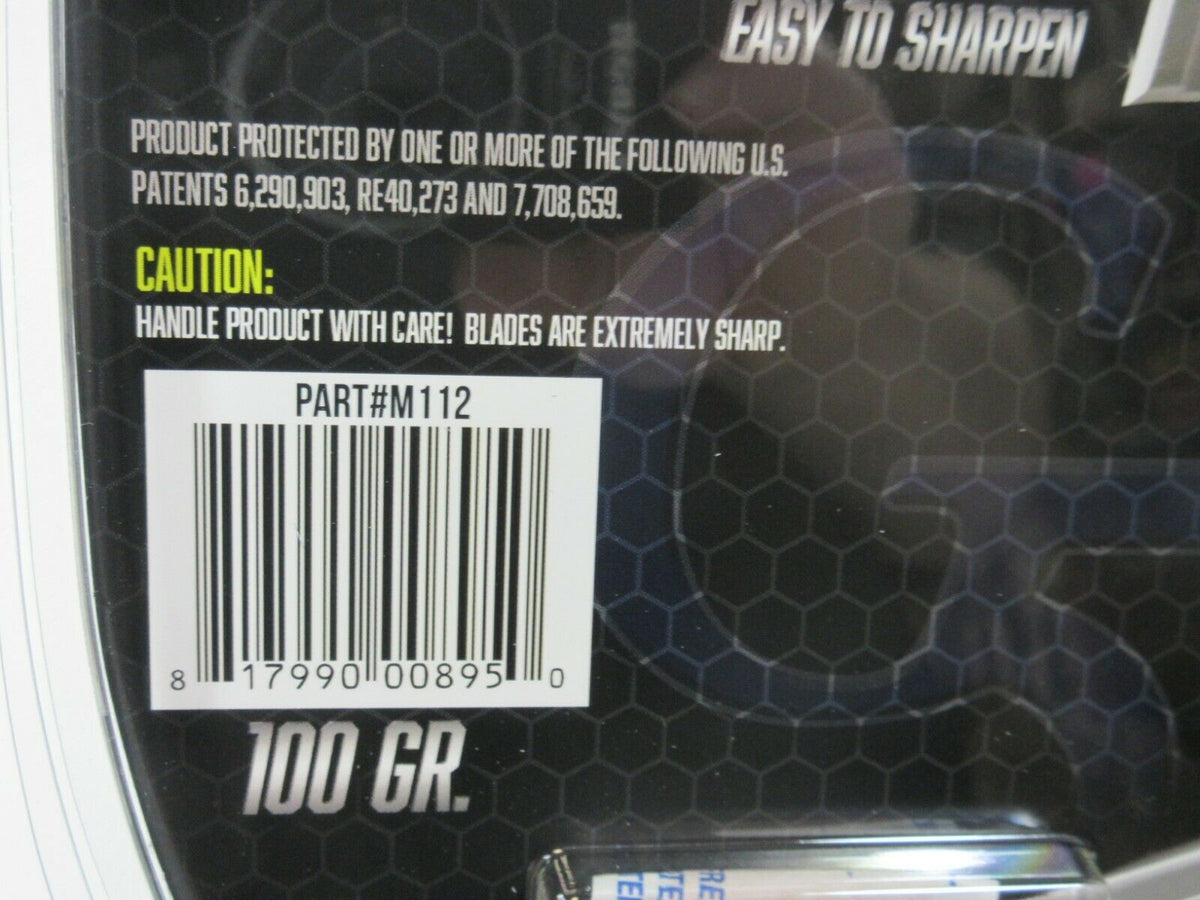 EASY TO SHARPEN
PRODUCT PROTECTED BY ONE OR MORE OF THE FOLLOWING U.S.
PATENTS 6,290,903, RE40,273 AND 7,708,659.
CAUTION:
HANDLE PRODUCT WITH CARE! BLADES ARE EXTREMELY SHARP.
PART#M112
8 17990 00895 0
100 GR.